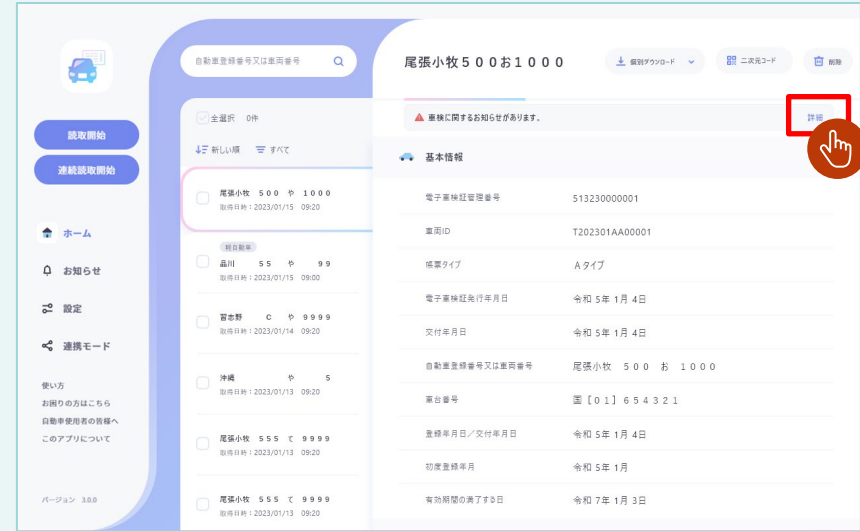 読取開始
連続読取開始
ホーム
お知らせ
設定
連携モード
使い方
お困りの方はこちら
自動車使用者の皆様へ
このアプリについて
バージョン 3.0.0
自動車登録番号又は車両番号
全選択 0件
新しい順 すべて
尾張小牧 500 や 1000
取得日時：2023/01/15 09:20
軽自動車
品川 55 や 99
取得日時：2023/01/15 09:00
習志野 C や 9999
取得日時：2023/01/14 09:20
沖縄 や 5
取得日時：2023/01/13 09:20
尾張小牧 555 て 9999
取得日時：2023/01/13 09:20
尾張小牧 555 て 9999
取得日時：2023/01/13 09:20
尾張小牧500お1000
個別ダウンロード
二次元コード
削除
車検に関するお知らせがあります。
詳細
基本情報
電子車検証管理番号 513230000001
車両ID T202301AA00001
帳票タイプ Aタイプ
電子車検証発行年月日 令和 5年 1月 4日
交付年月日 令和 5年 1月 4日
自動車登録番号又は車両番号 尾張小牧 500 お 1000
車台番号 国［01］654321
登録年月日／交付年月日 令和 5年 1月 4日
初度登録年月 令和 5年 1月
有効期間の満了する日 令和 7年 1月 3日